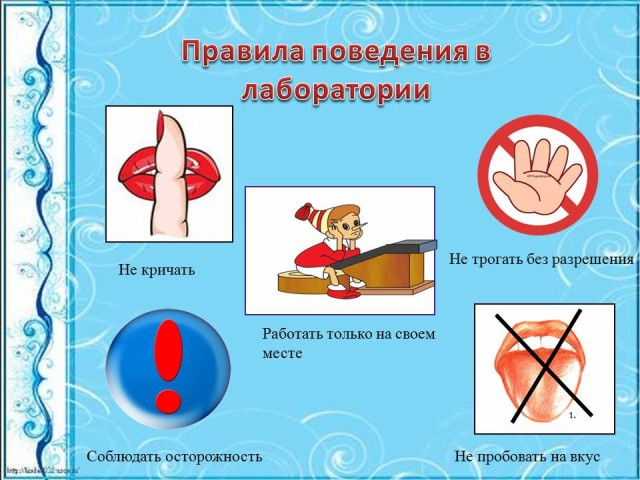 Правила поведения в
лаборатории
Не кричать
Не трогать без разрешения
Работать только на своем
месте
1.
Соблюдать осторожность
Не пробовать на вкус